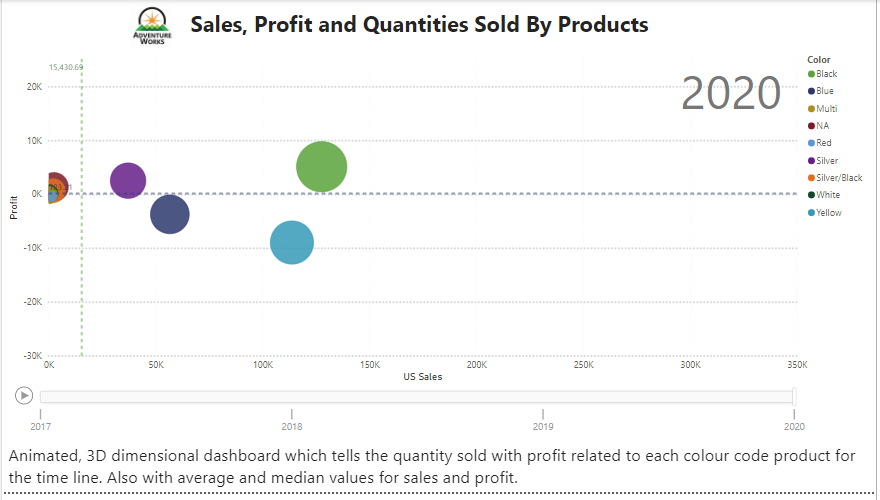 ADVENTURE
WORKS
Sales, Profit and Quantities Sold By Products
15,430.69
2020
Color
Black
Blue
Multi
NA
Red
Silver
Silver/Black
White
Yellow
20K
10K
0K
-10K
-20K
-30K
Profit
0K 50K 100K 150K 200K 250K 300K 350K
US Sales
2017 2018 2019 2020
Animated, 3D dimensional dashboard which tells the quantity sold with profit related to each colour code product for
the time line. Also with average and median values for sales and profit.